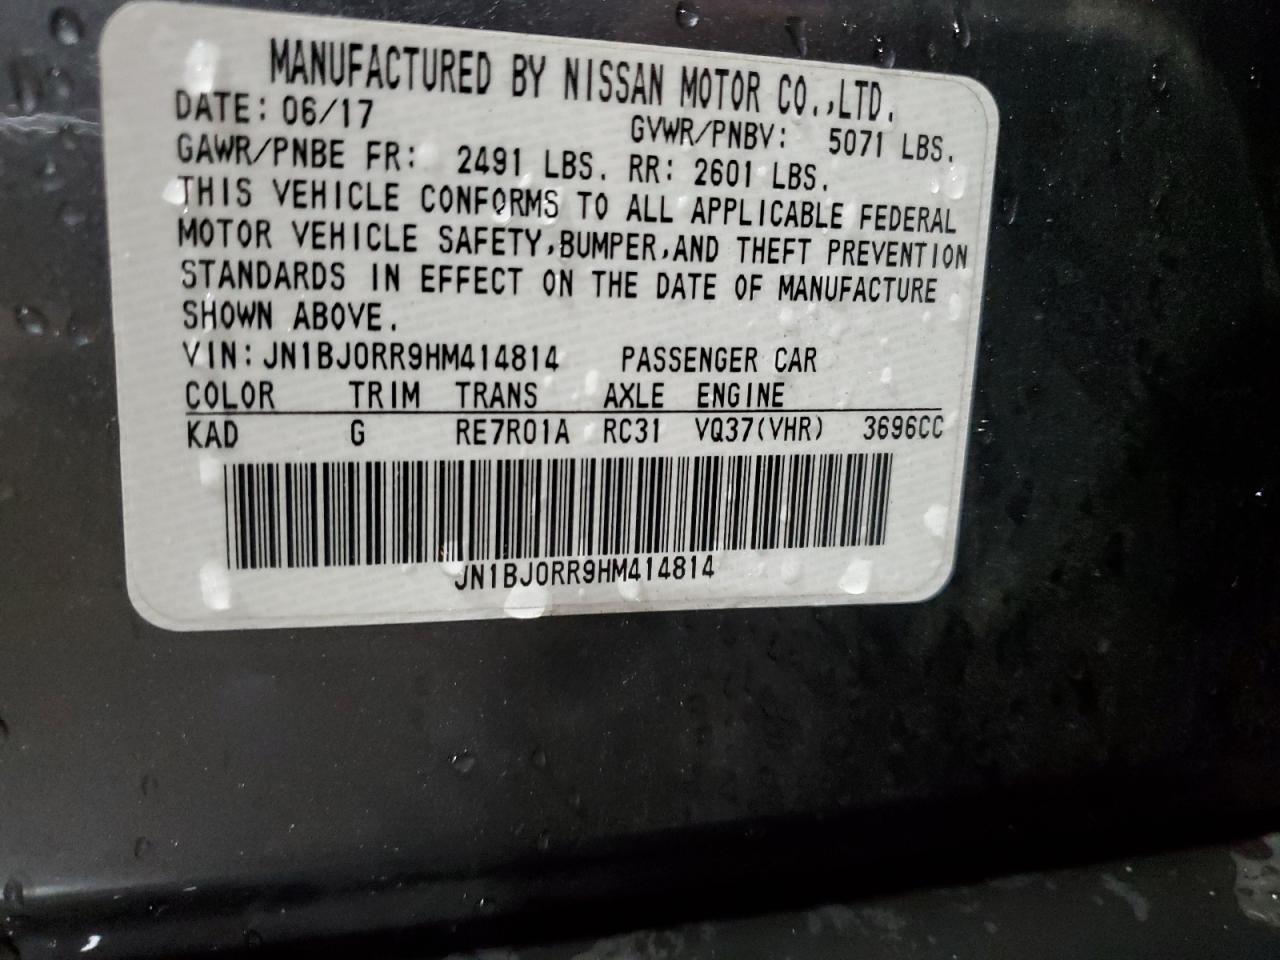 MANUFACTURED BY NISSAN MOTOR CO.,LTD.
DATE: 06/17 GVWR/PNBV: 5071 LBS.
GAWR/PNBE FR: 2491 LBS. RR: 2601 LBS.
THIS VEHICLE CONFORMS TO ALL APPLICABLE FEDERAL
MOTOR VEHICLE SAFETY,BUMPER,AND THEFT PREVENTION
STANDARDS IN EFFECT ON THE DATE OF MANUFACTURE
SHOWN ABOVE.
VIN: JN1BJ0RR9HM414814 PASSENGER CAR
COLOR TRIM TRANS AXLE ENGINE
KAD G RE7R01A RC31 VQ37(VHR) 3696CC
JN1BJ0RR9HM414814